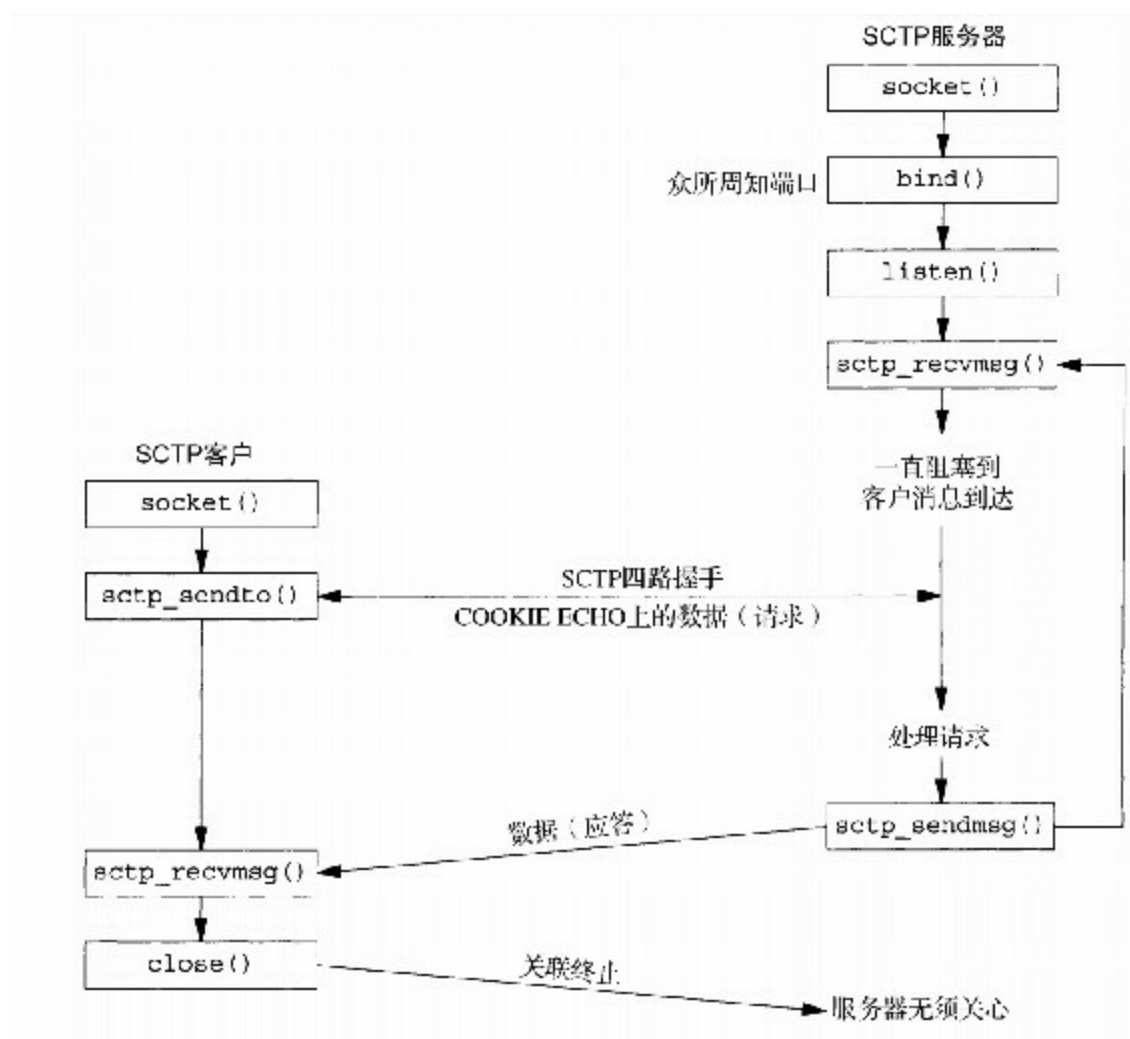 SCTP服务器
socket()
众所周知端口
bind()
listen()
sctp_recvmsg()
一直阻塞到
客户消息到达
SCTP客户
socket()
sctp_sendto()
SCTP四路握手
COOKIE ECHO上的数据（请求）
处理请求
数据（应答）
sctp_sendmsg()
sctp_recvmsg()
close()
关联终止
服务器无须关心